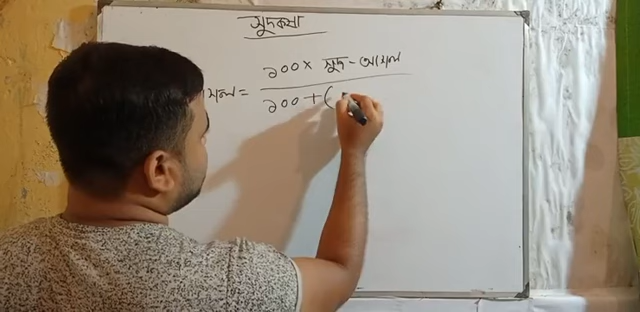 সুদকষা
১০০ × সুদ-আসল
সল =
১০০ + (